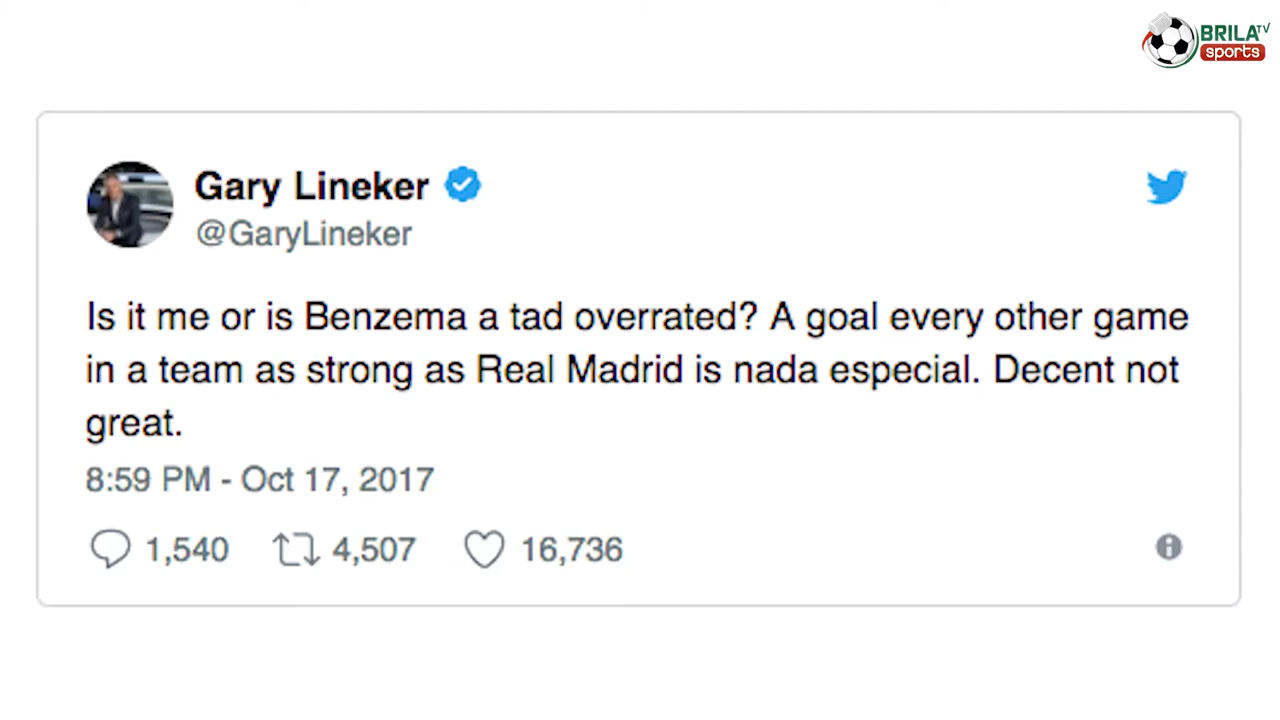 BRILA TV
sports
Gary Lineker
@GaryLineker
Is it me or is Benzema a tad overrated? A goal every other game
in a team as strong as Real Madrid is nada especial. Decent not
great.
8:59 PM - Oct 17, 2017
1,540 4,507 16,736